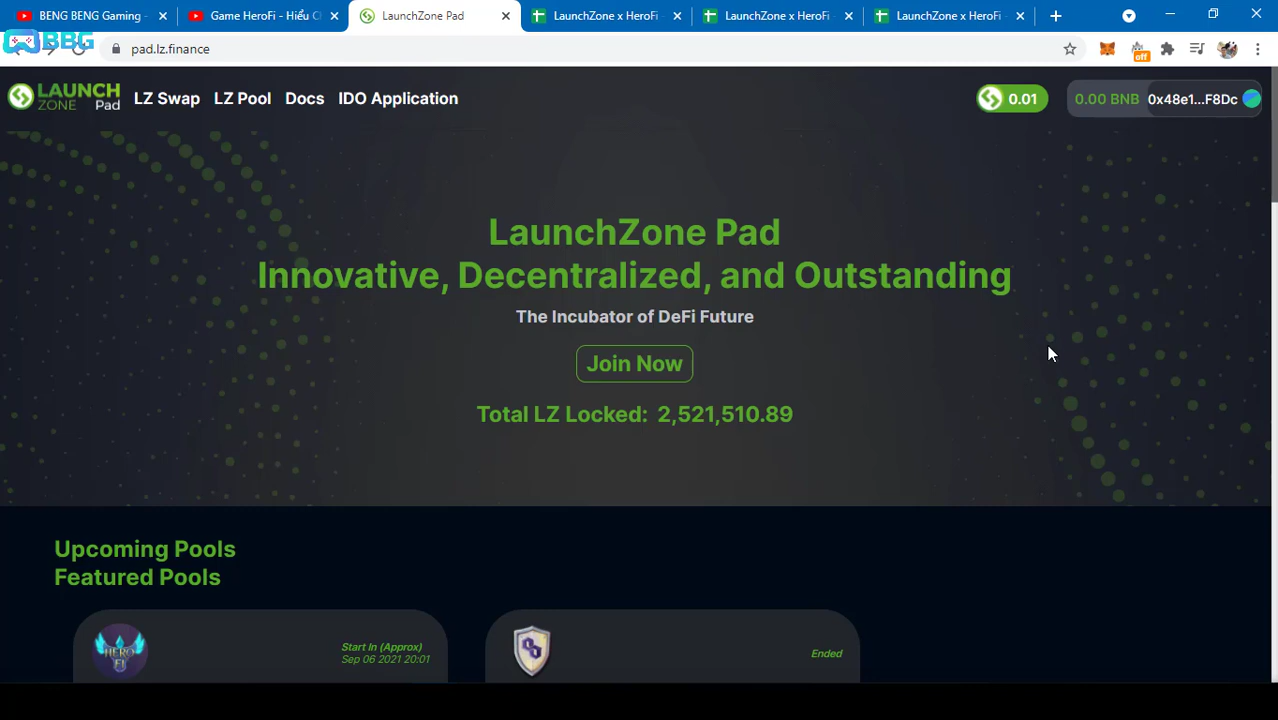 BENG BENG Gaming -
Game HeroFi - Hiểu C
LaunchZone Pad
LaunchZone x HeroFi -
LaunchZone x HeroFi -
LaunchZone x HeroFi -
BBG
pad.lz.finance
off
LAUNCH
ZONE Pad
LZ Swap
LZ Pool
Docs
IDO Application
0.01
0.00 BNB
0x48e1...F8Dc
LaunchZone Pad
Innovative, Decentralized, and Outstanding
The Incubator of DeFi Future
Join Now
Total LZ Locked: 2,521,510.89
Upcoming Pools
Featured Pools
HERO
FI
Start In (Approx)
Sep 06 2021 20:01
Ended